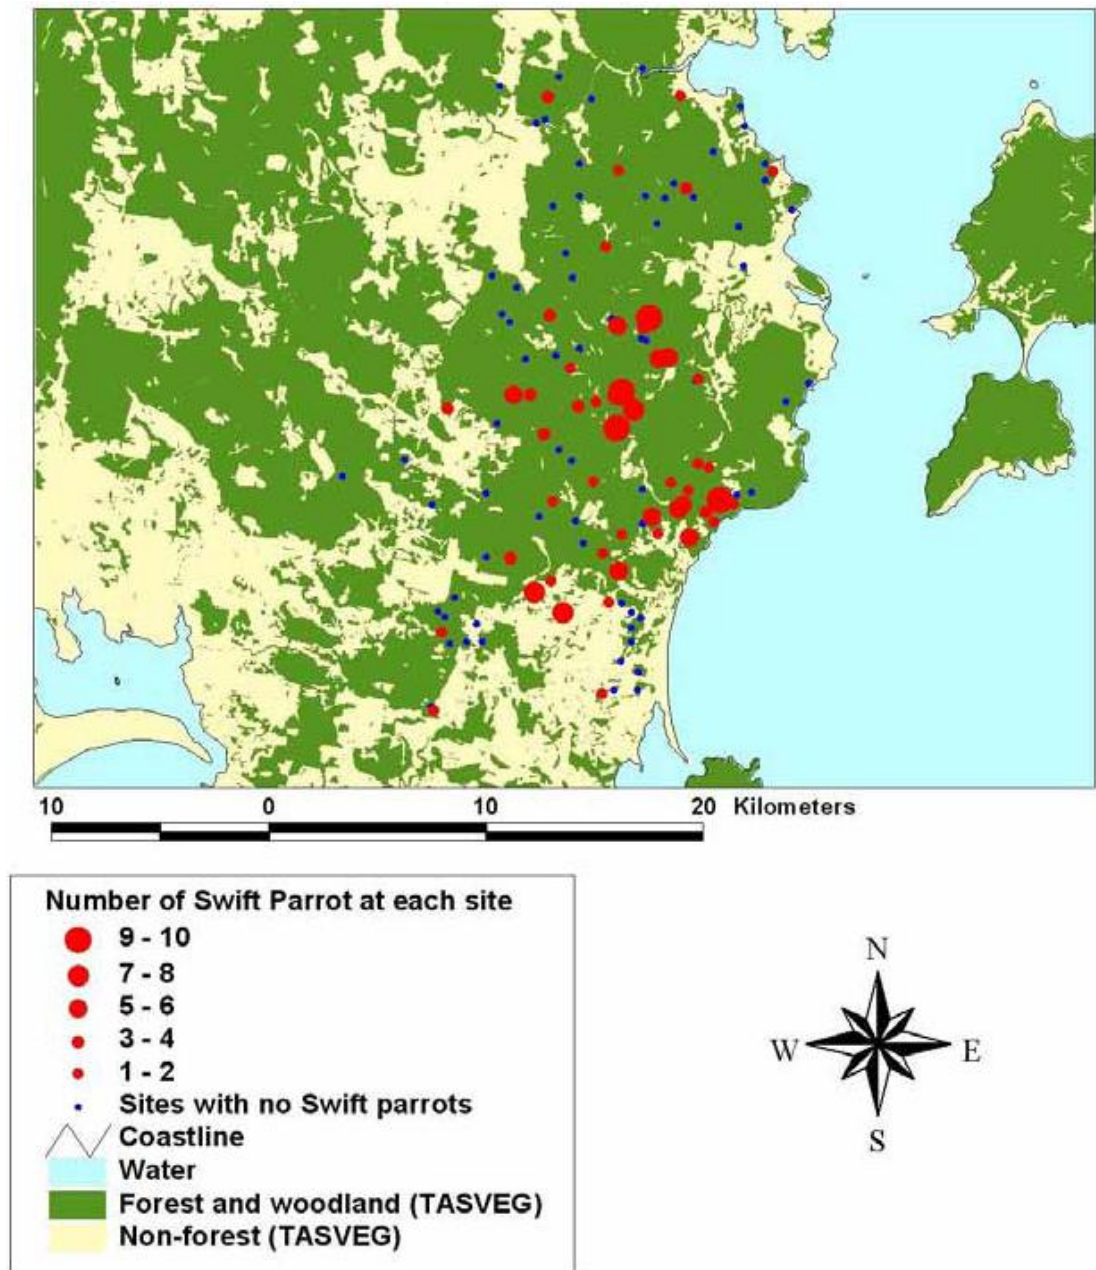 10 0 10 20 Kilometers
Number of Swift Parrot at each site
9 - 10
7 - 8
5 - 6
3 - 4
1 - 2
Sites with no Swift parrots
Coastline
Water
Forest and woodland (TASVEG)
Non-forest (TASVEG)
N
W E
S